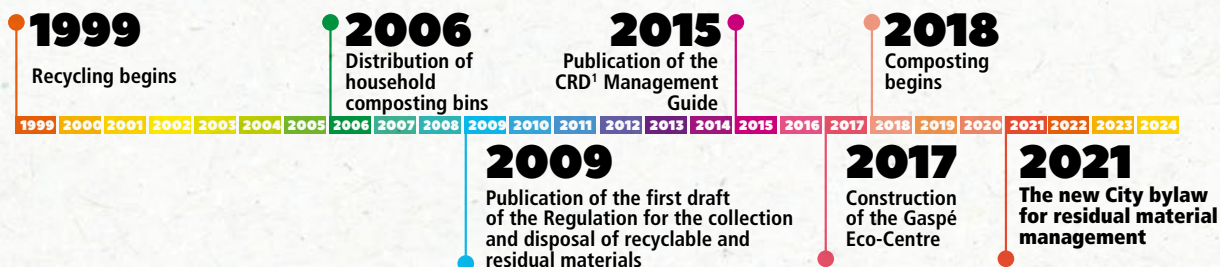 1999
Recycling begins
2006
Distribution of
household
composting bins
2015
Publication of the
CRD¹ Management
Guide
2018
Composting
begins
1999 2000 2001 2002 2003 2004 2005 2006 2007 2008 2009 2010 2011 2012 2013 2014 2015 2016 2017 2018 2019 2020 2021 2022 2023 2024
2009
Publication of the first draft
of the Regulation for the collection
and disposal of recyclable and
residual materials
2017
Construction
of the Gaspé
Eco-Centre
2021
The new City bylaw
for residual material
management